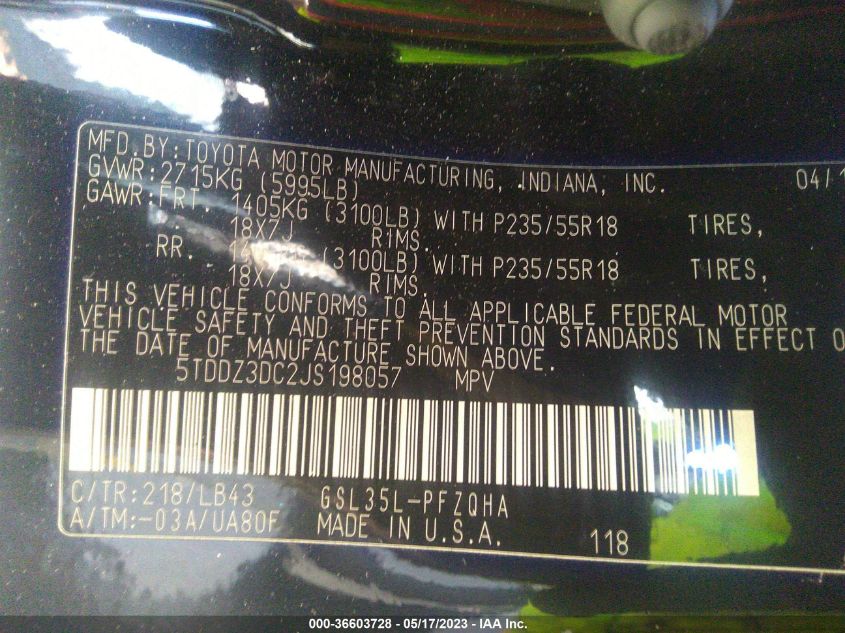 MFD.BY:TOYOTA MOTOR MANUFACTURING, INDIANA, INC. 04/1
GVWR:2715KG (5995LB)
GAWR:FRT. 1405KG (3100LB) WITH P235/55R18 TIRES,
18X7J RIMS.
RR. (3100LB) WITH P235/55R18 TIRES,
18X7J RIMS
THIS VEHICLE CONFORMS TO ALL APPLICABLE FEDERAL MOTOR
VEHICLE SAFETY AND THEFT PREVENTION STANDARDS IN EFFECT O
THE DATE OF MANUFACTURE SHOWN ABOVE.
5TDDZ3DC2JS198057 MPV
C/TR:218/LB43 GSL35L-PFZQHA
A/TM:-03A/UA80F MADE IN U.S.A. 118
000-36603728 - 05/17/2023 - IAA Inc.